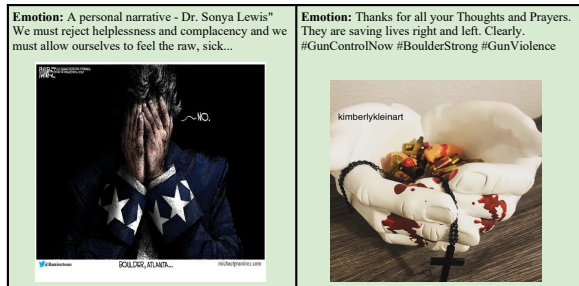 Emotion: A personal narrative - Dr. Sonya Lewis"
We must reject helplessness and complacency and we
must allow ourselves to feel the raw, sick...
NO.
@Ramireztoons
BOULDER, ATLANTA...
michaelpramirez.com
Emotion: Thanks for all your Thoughts and Prayers.
They are saving lives right and left. Clearly.
#GunControlNow #BoulderStrong #GunViolence
kimberlykleinart